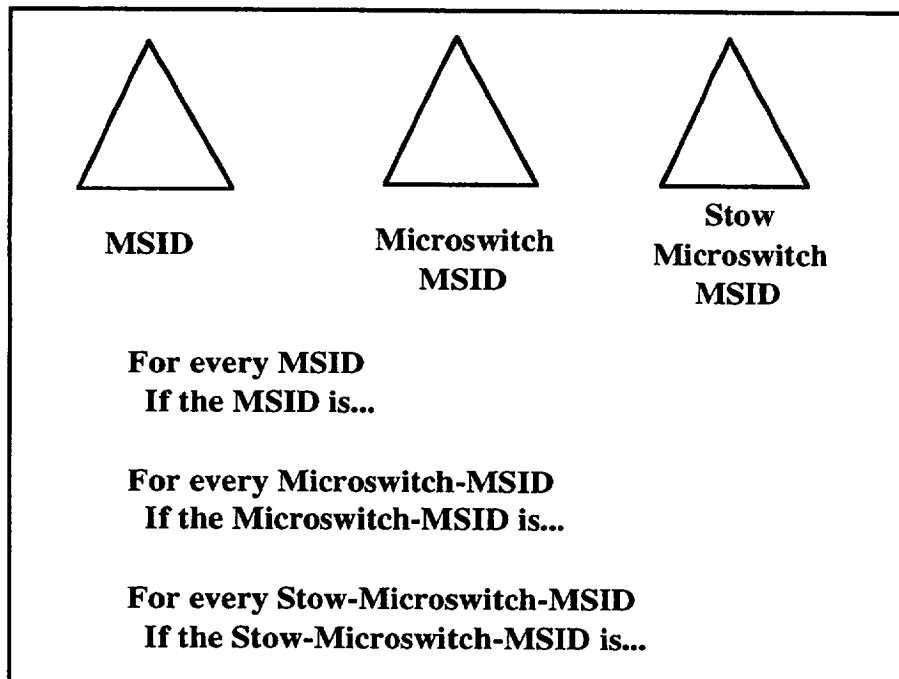 MSID
Microswitch
MSID
Stow
Microswitch
MSID
For every MSID
If the MSID is...
For every Microswitch-MSID
If the Microswitch-MSID is...
For every Stow-Microswitch-MSID
If the Stow-Microswitch-MSID is...